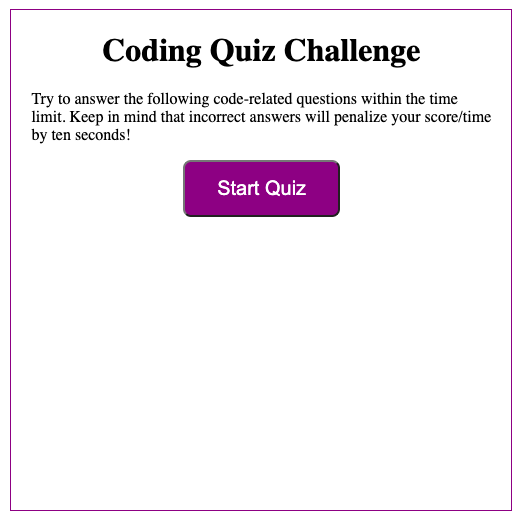 Coding Quiz Challenge
Try to answer the following code-related questions within the time
limit. Keep in mind that incorrect answers will penalize your score/time
by ten seconds!
Start Quiz